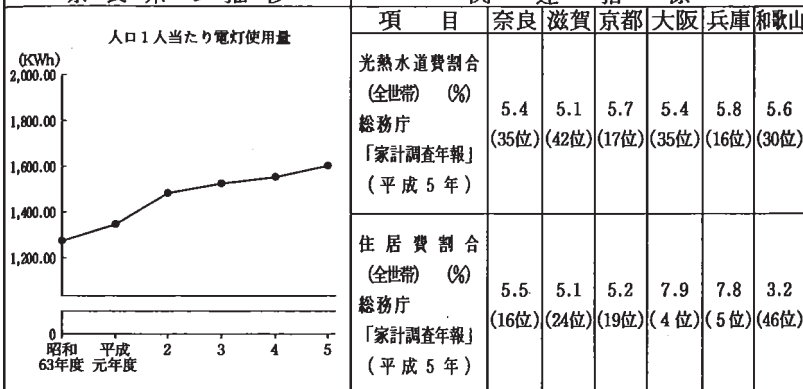 人口1人当たり電灯使用量
(KWh)
2,000.00
1,800.00
1,600.00
1,400.00
1,200.00
0
昭和 平成 2 3 4 5
63年度 元年度
項目 奈良 滋賀 京都 大阪 兵庫 和歌山
光熱水道費割合
(全世帯) (%)
総務庁
「家計調査年報」
(平成5年)
5.4 5.1 5.7 5.4 5.8 5.6
(35位) (42位) (17位) (35位) (16位) (30位)
住居費割合
(全世帯) (%)
総務庁
「家計調査年報」
(平成5年)
5.5 5.1 5.2 7.9 7.8 3.2
(16位) (24位) (19位) (4位) (5位) (46位)